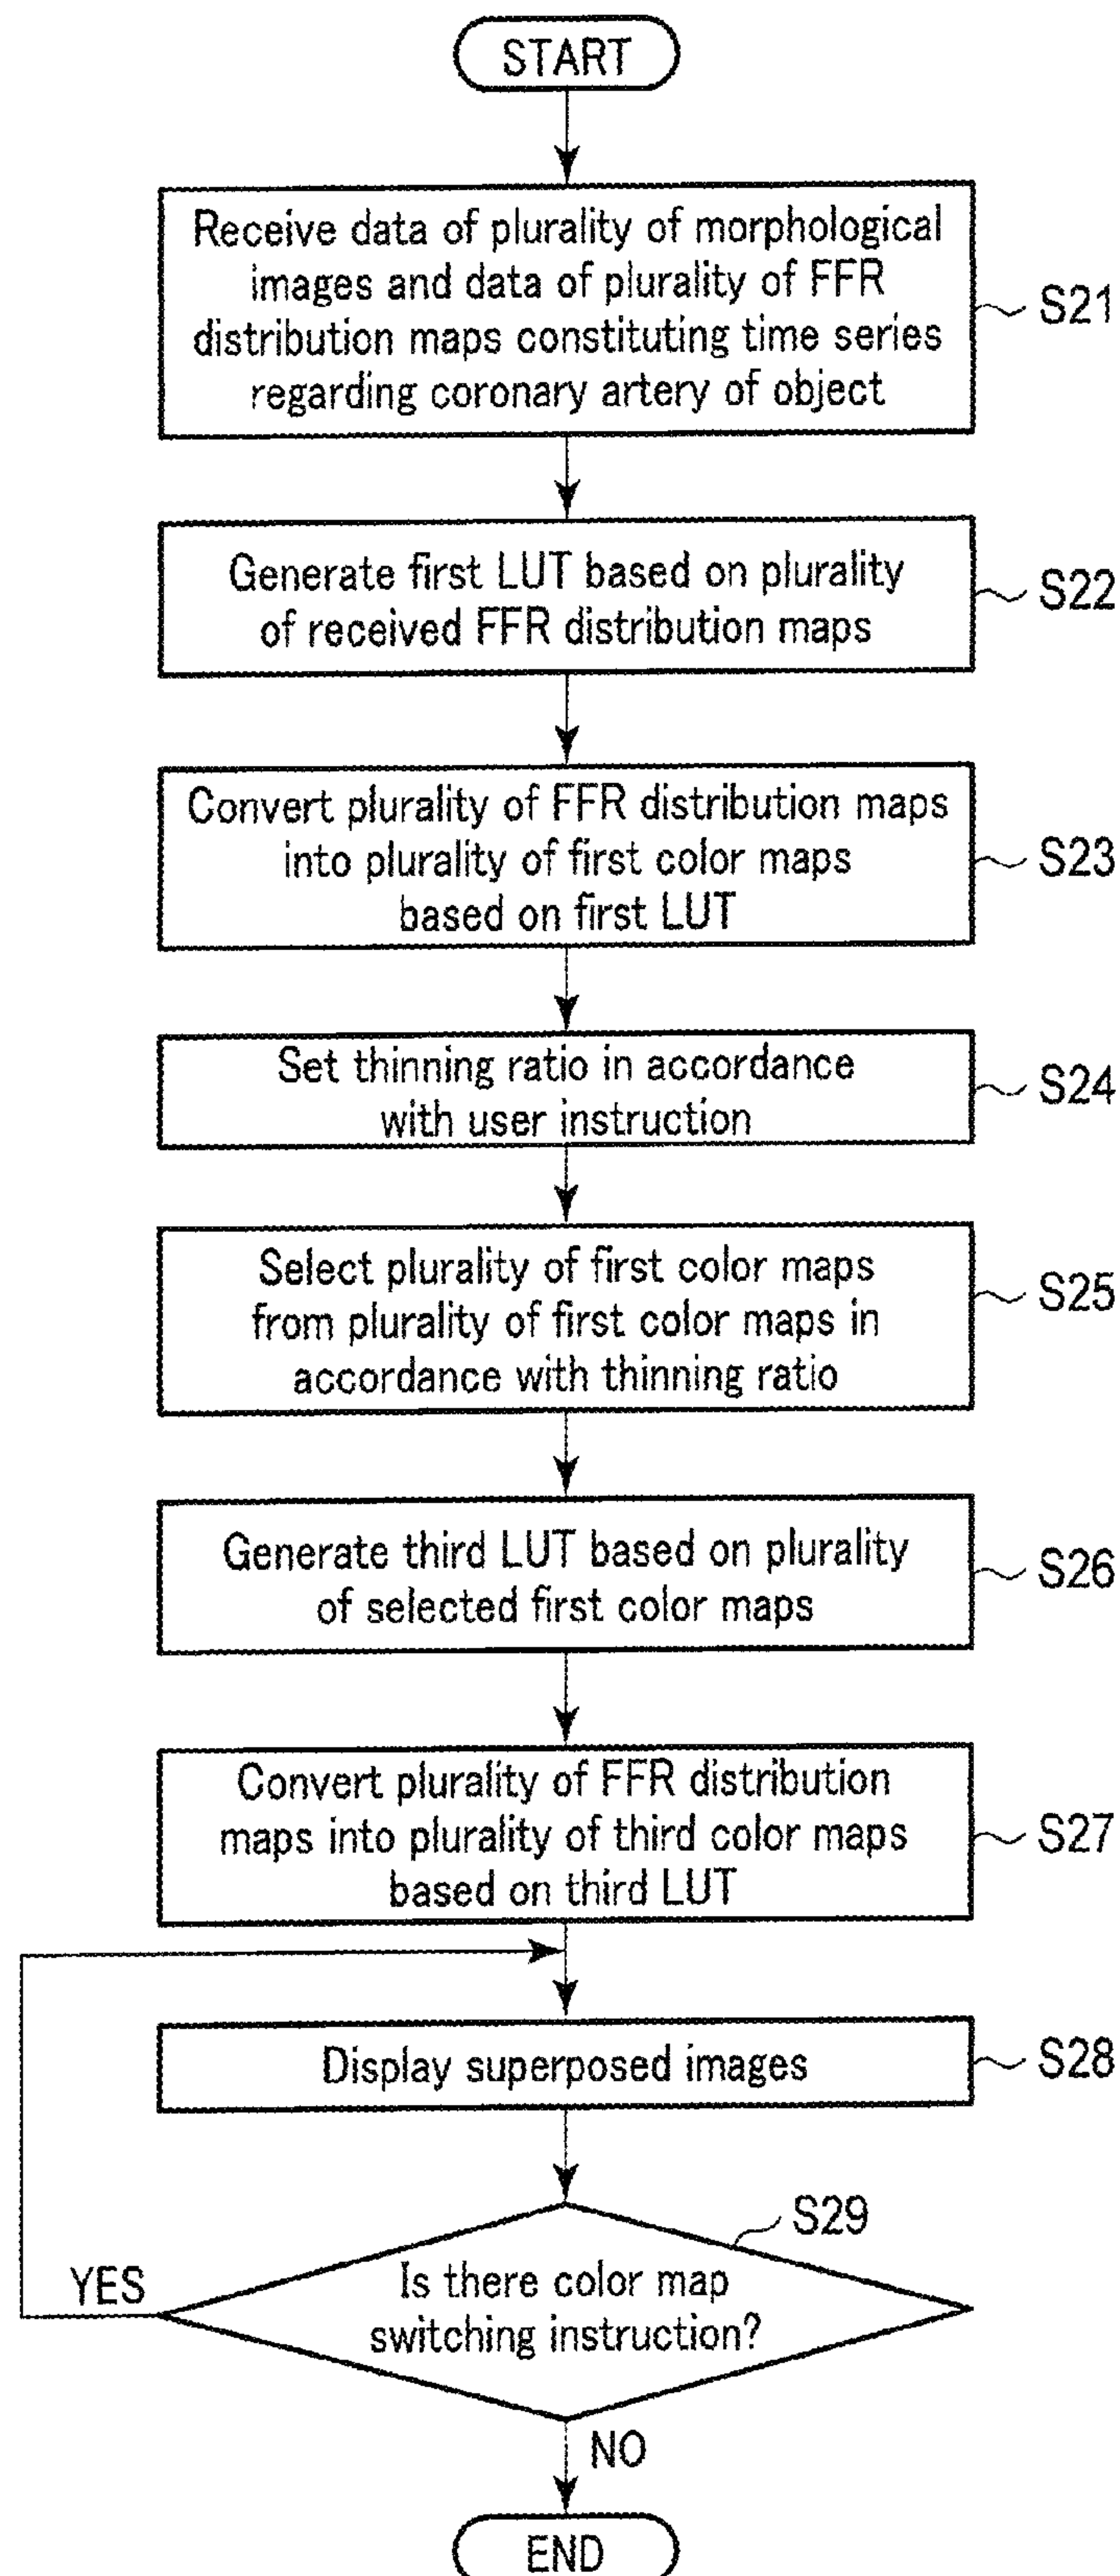 START
Receive data of plurality of morphological
images and data of plurality of FFR
distribution maps constituting time series
regarding coronary artery of object
S21
Generate first LUT based on plurality
of received FFR distribution maps
S22
Convert plurality of FFR distribution maps
into plurality of first color maps
based on first LUT
S23
Set thinning ratio in accordance
with user instruction
S24
Select plurality of first color maps
from plurality of first color maps in
accordance with thinning ratio
S25
Generate third LUT based on plurality
of selected first color maps
S26
Convert plurality of FFR distribution
maps into plurality of third color maps
based on third LUT
S27
Display superposed images
S28
S29
Is there color map
switching instruction?
YES
NO
END